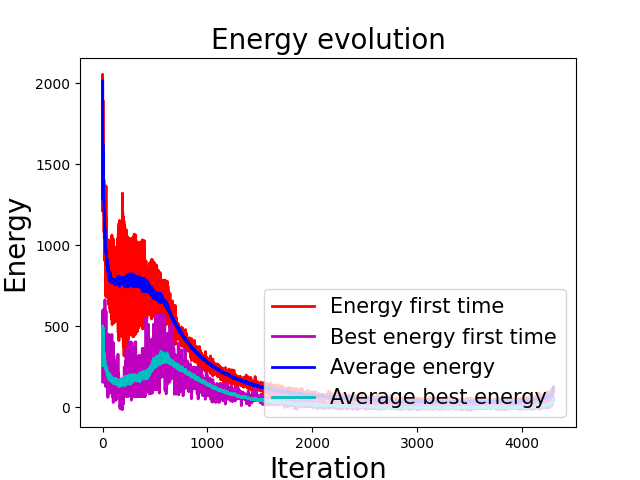 Energy evolution
Energy
2000
1500
1000
500
0
Energy first time
Best energy first time
Average energy
Average best energy
0 1000 2000 3000 4000
Iteration